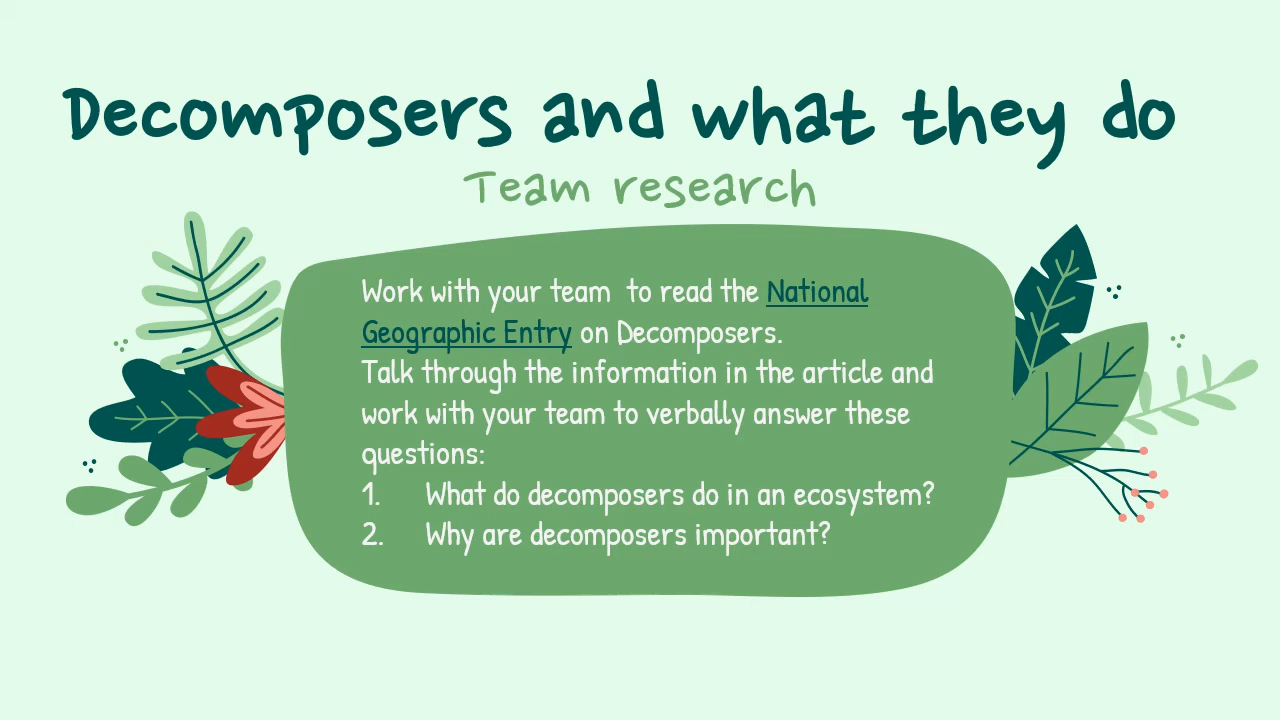 Decomposers and what they do
Team research
Work with your team  to read the National
Geographic Entry on Decomposers.
Talk through the information in the article and
work with your team to verbally answer these
questions:
1. What do decomposers do in an ecosystem?
2. Why are decomposers important?